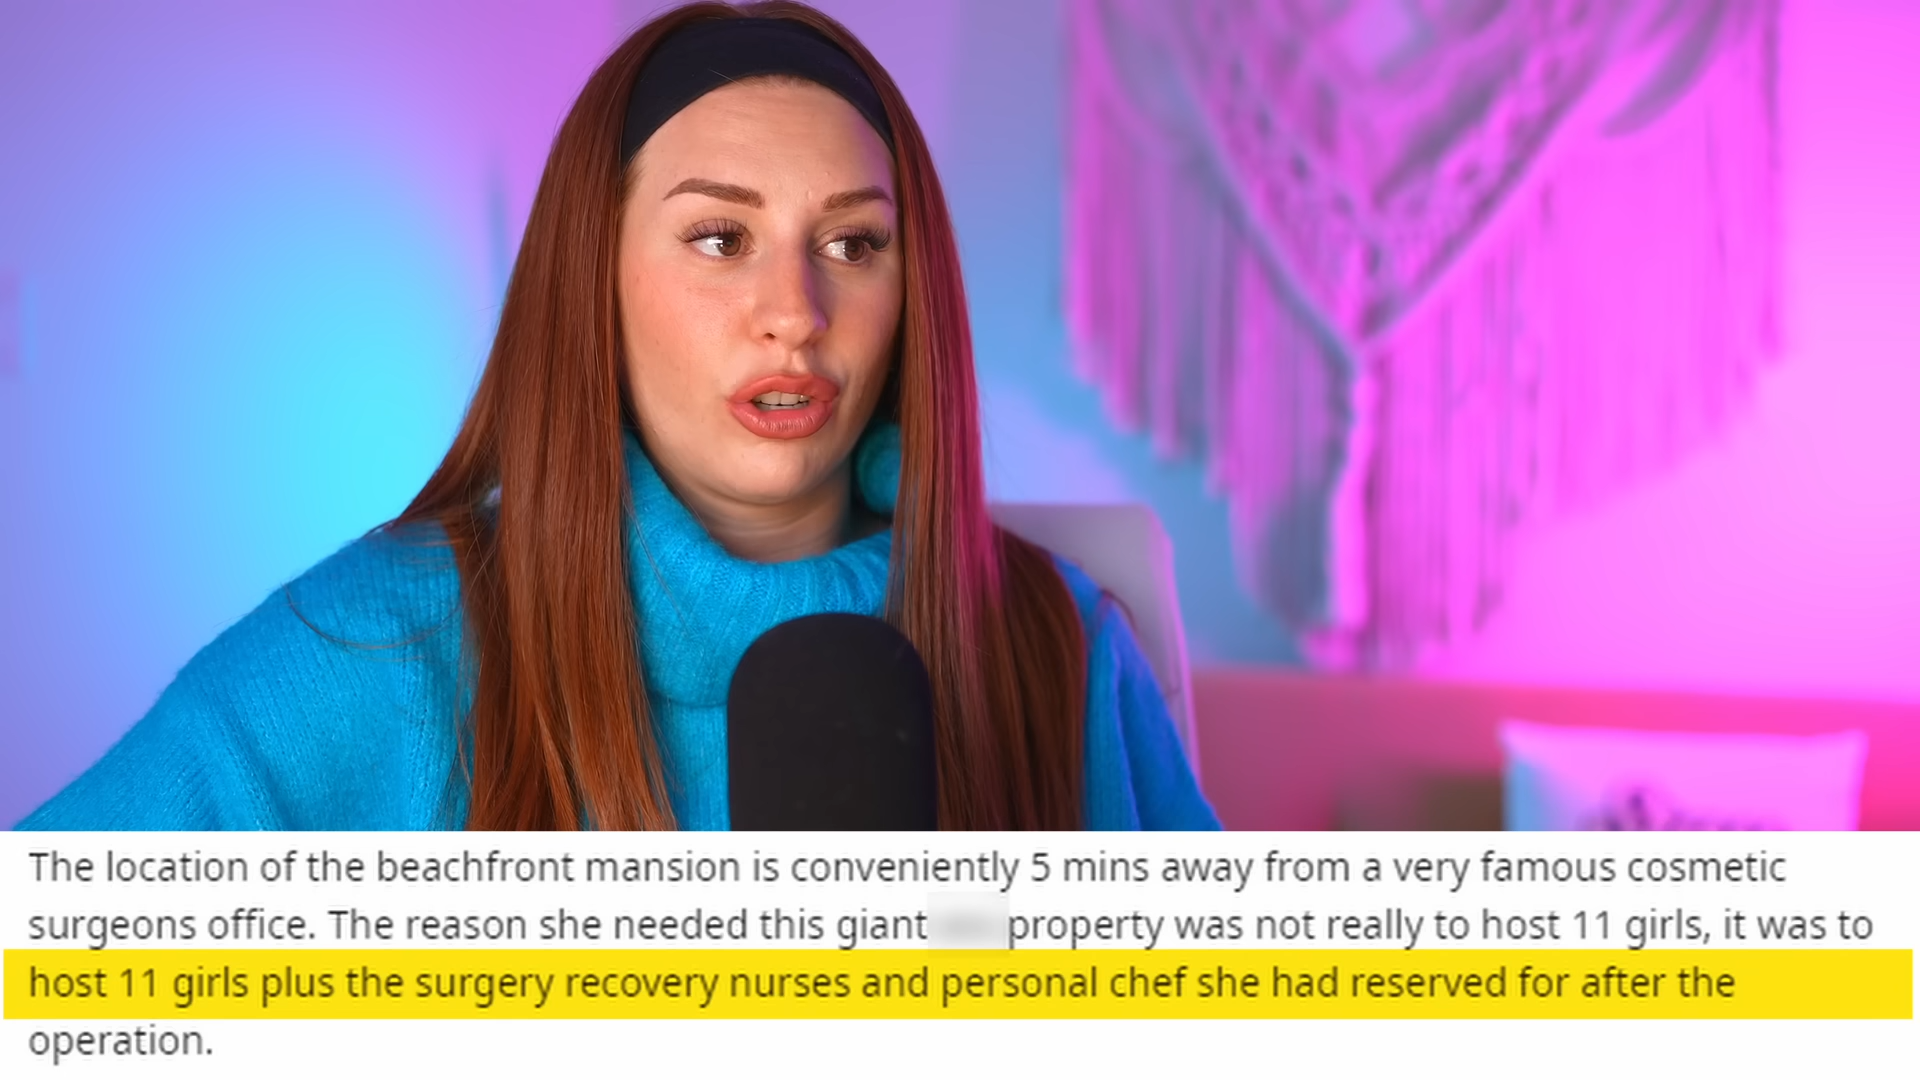 The location of the beachfront mansion is conveniently 5 mins away from a very famous cosmetic
surgeons office. The reason she needed this giant property was not really to host 11 girls, it was to
host 11 girls plus the surgery recovery nurses and personal chef she had reserved for after the
operation.